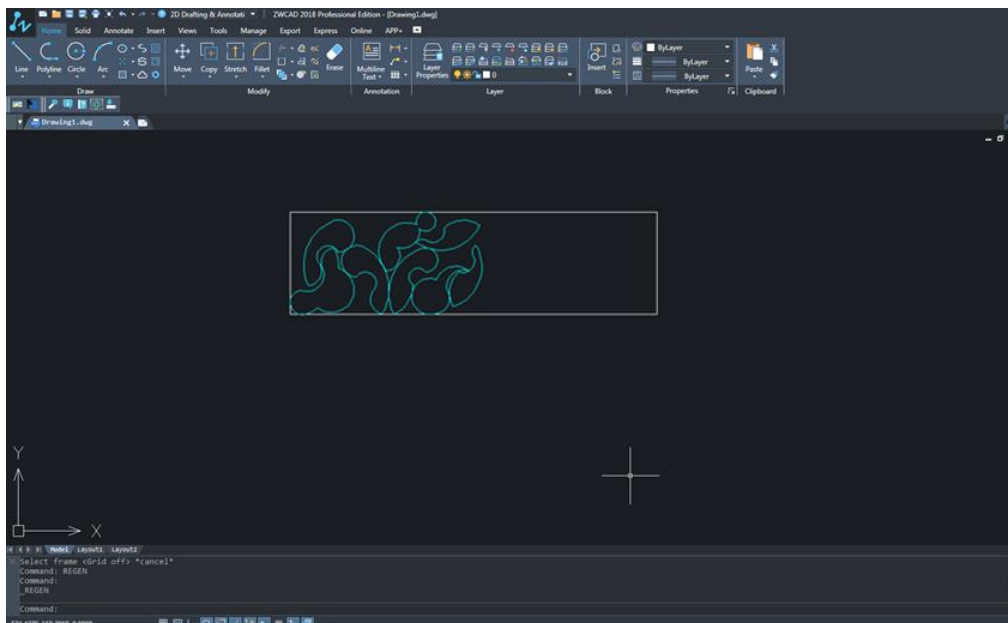 2D Drafting & Annotati
ZWCAD 2018 Professional Edition - [Drawing1.dwg]
Home Solid Annotate Insert Views Tools Manage Export Express Online APP+
Line Polyline Circle Arc
Move Copy Stretch Fillet Erase
Multiline Text
Layer Properties
0
Insert
ByLayer
ByLayer
ByLayer
Paste
Draw Modify Annotation Layer Block Properties Clipboard
Drawing1.dwg
Y
X
Model Layout1 Layout2
Select frame <Grid off> *cancel*
Command: REGEN
Command:
_REGEN
Command: